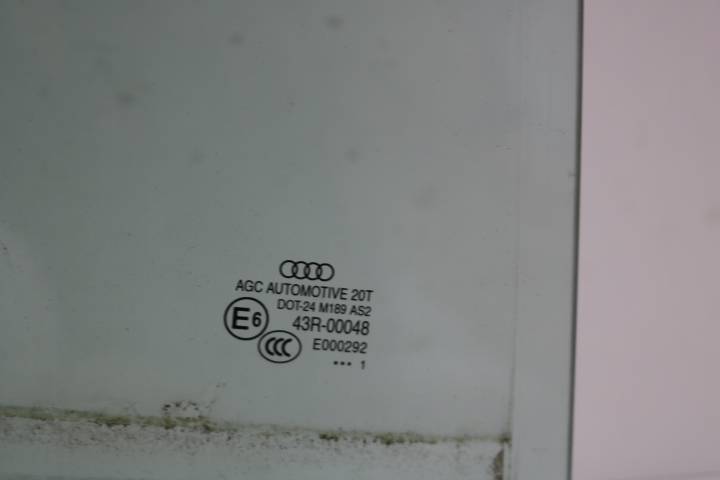 AGC AUTOMOTIVE 20T
DOT-24 M189 AS2
E6 43R-00048
CCC E000292
••• 1